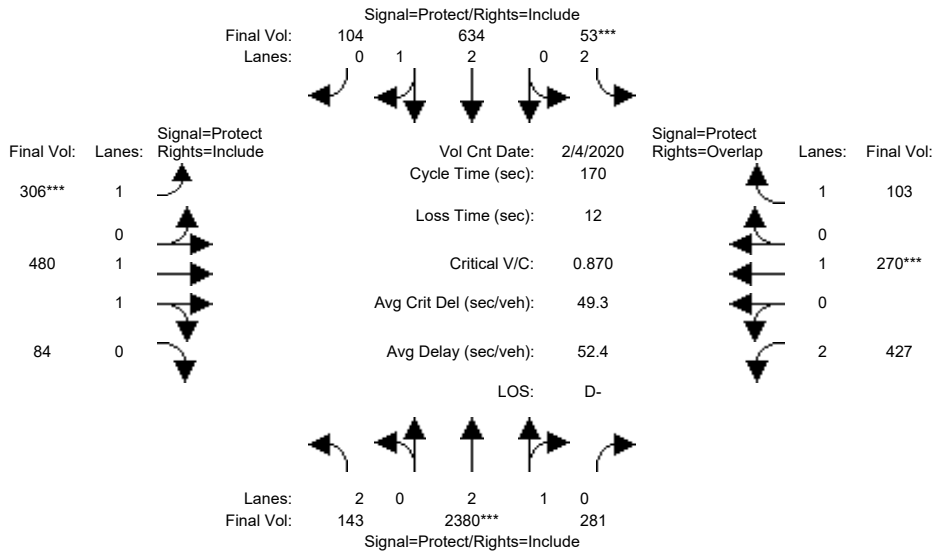 Signal=Protect/Rights=Include
Final Vol: 104 634 53***
Lanes: 0 1 2 0 2
Signal=Protect Signal=Protect
Final Vol: Lanes: Rights=Include Vol Cnt Date: 2/4/2020 Rights=Overlap Lanes: Final Vol:
Cycle Time (sec): 170
306*** 1 1 103
Loss Time (sec): 12
0 0
480 1 Critical V/C: 0.870 1 270***
1 Avg Crit Del (sec/veh): 49.3 0
84 0 Avg Delay (sec/veh): 52.4 2 427
LOS: D-
Lanes: 2 0 2 1 0
Final Vol: 143 2380*** 281
Signal=Protect/Rights=Include